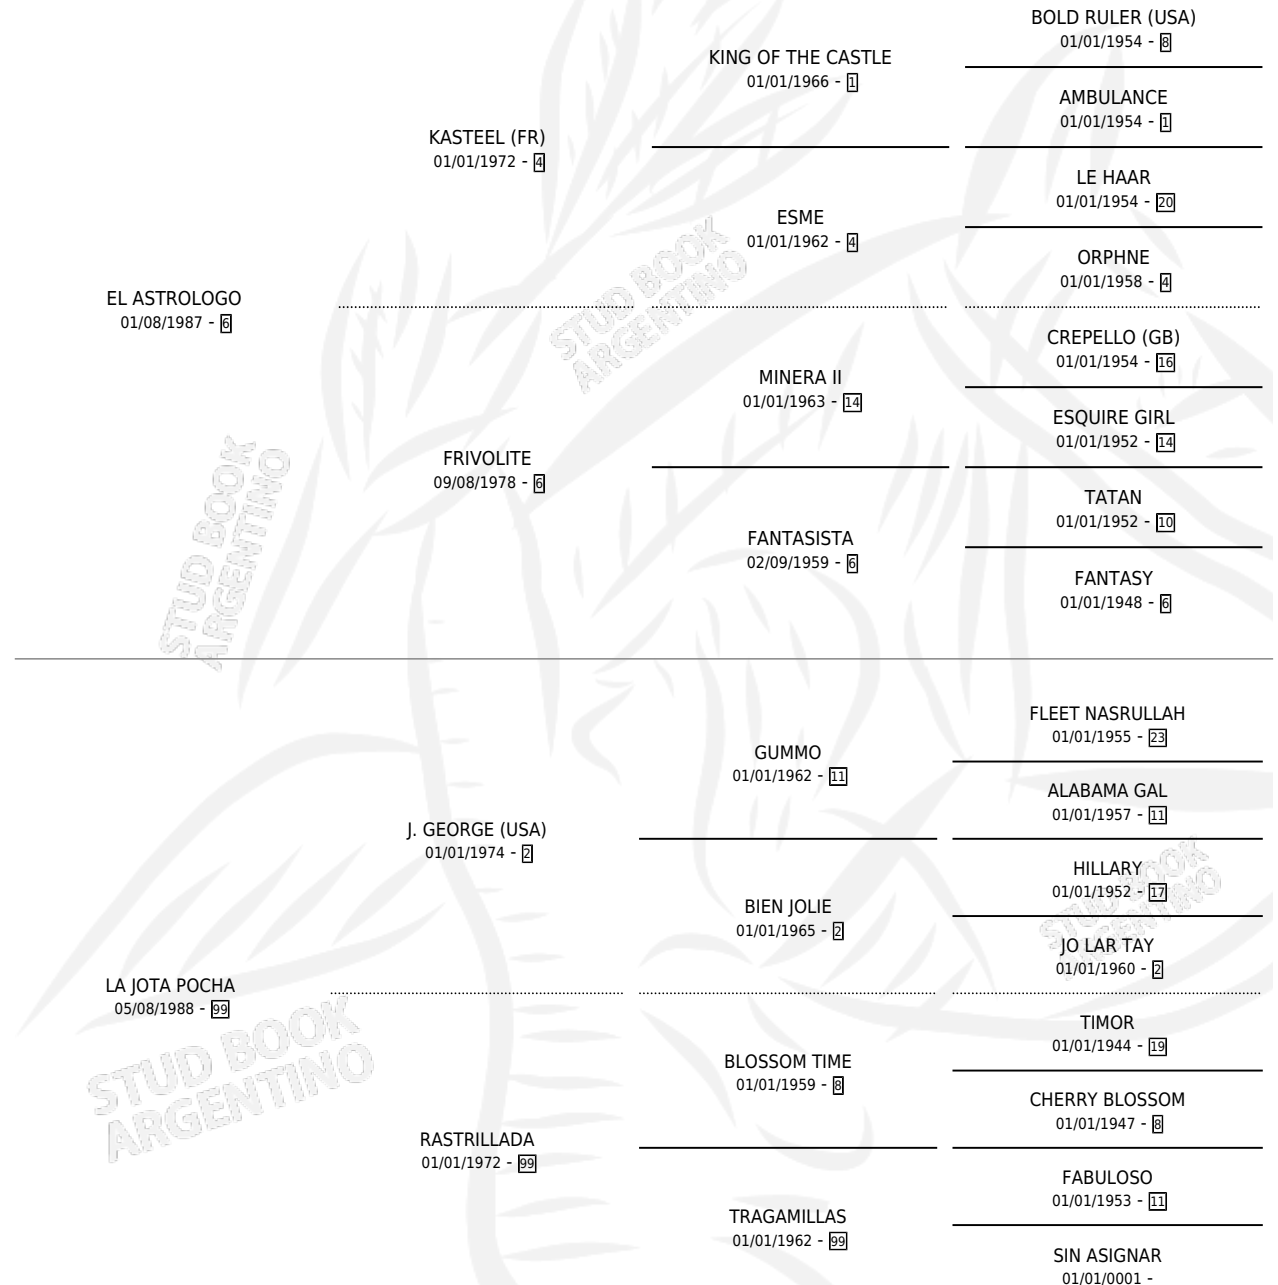 BOLD RULER (USA)
01/01/1954 - 8
KING OF THE CASTLE
01/01/1966 - 1
AMBULANCE
01/01/1954 - 1
KASTEEL (FR)
01/01/1972 - 4
LE HAAR
01/01/1954 - 20
ESME
01/01/1962 - 4
ORPHNE
01/01/1958 - 4
EL ASTROLOGO
01/08/1987 - 6
CREPELLO (GB)
01/01/1954 - 16
MINERA II
01/01/1963 - 14
ESQUIRE GIRL
01/01/1952 - 14
FRIVOLITE
09/08/1978 - 6
TATAN
01/01/1952 - 10
FANTASISTA
02/09/1959 - 6
FANTASY
01/01/1948 - 6
STUD BOOK
ARGENTINO
STUD BOOK
ARGENTINO
FLEET NASRULLAH
01/01/1955 - 23
GUMMO
01/01/1962 - 11
ALABAMA GAL
01/01/1957 - 11
J. GEORGE (USA)
01/01/1974 - 2
HILLARY
01/01/1952 - 17
BIEN JOLIE
01/01/1965 - 2
JO LAR TAY
01/01/1960 - 2
LA JOTA POCHA
05/08/1988 - 99
TIMOR
01/01/1944 - 19
BLOSSOM TIME
01/01/1959 - 8
CHERRY BLOSSOM
01/01/1947 - 8
RASTRILLADA
01/01/1972 - 99
FABULOSO
01/01/1953 - 11
TRAGAMILLAS
01/01/1962 - 99
SIN ASIGNAR
01/01/0001 -
STUD BOOK
ARGENTINO
STUD BOOK
ARGENTINO